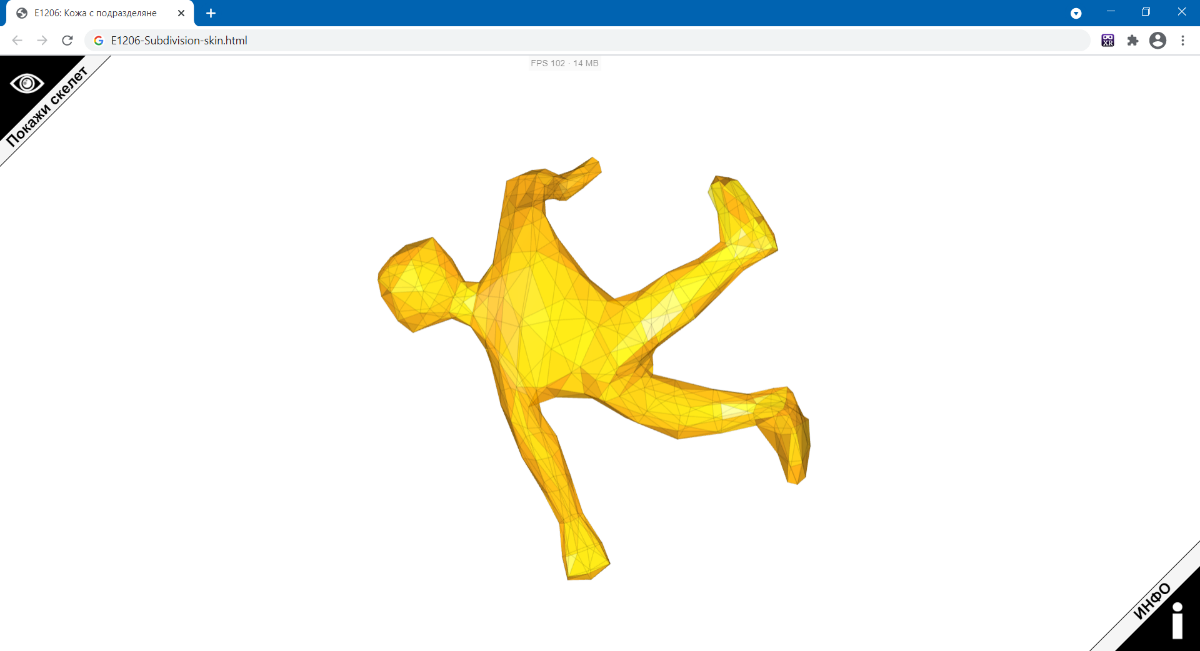 E1206: Кожа с подразделяне
E1206-Subdivision-skin.html
FPS 102 - 14 MB
Покажи скелет
ИНФО